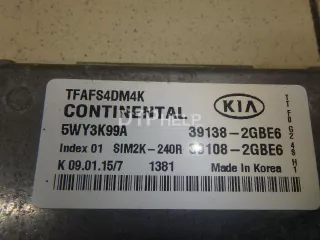 TFAFS4DM4K
CONTINENTAL
KIA
5WY3K99A 39138-2GBE6
Index 01 SIM2K-240R 39108-2GBE6
K 09.01.15/7 1381 Made in Korea
DTPHELP